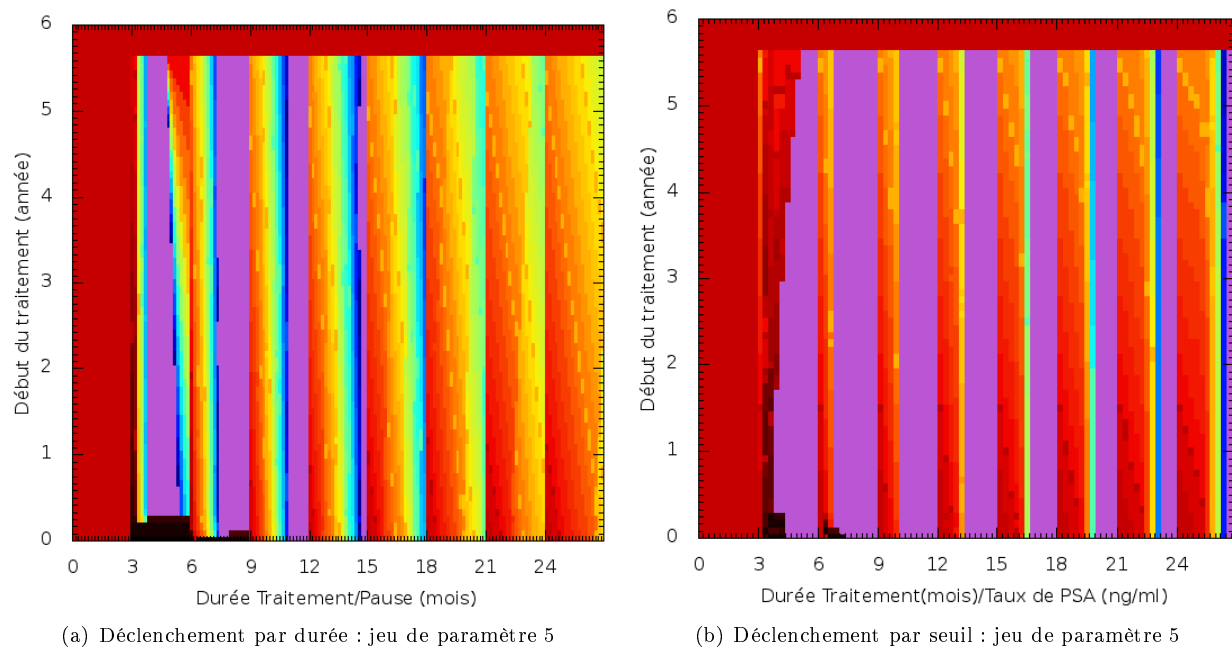 6
5
4
3
2
1
0
Début du traitement (année)
0 3 6 9 12 15 18 21 24
Durée Traitement/Pause (mois)
(a) Déclenchement par durée : jeu de paramètre 5
6
5
4
3
2
1
0
Début du traitement (année)
0 3 6 9 12 15 18 21 24
Durée Traitement(mois)/Taux de PSA (ng/ml)
(b) Déclenchement par seuil : jeu de paramètre 5